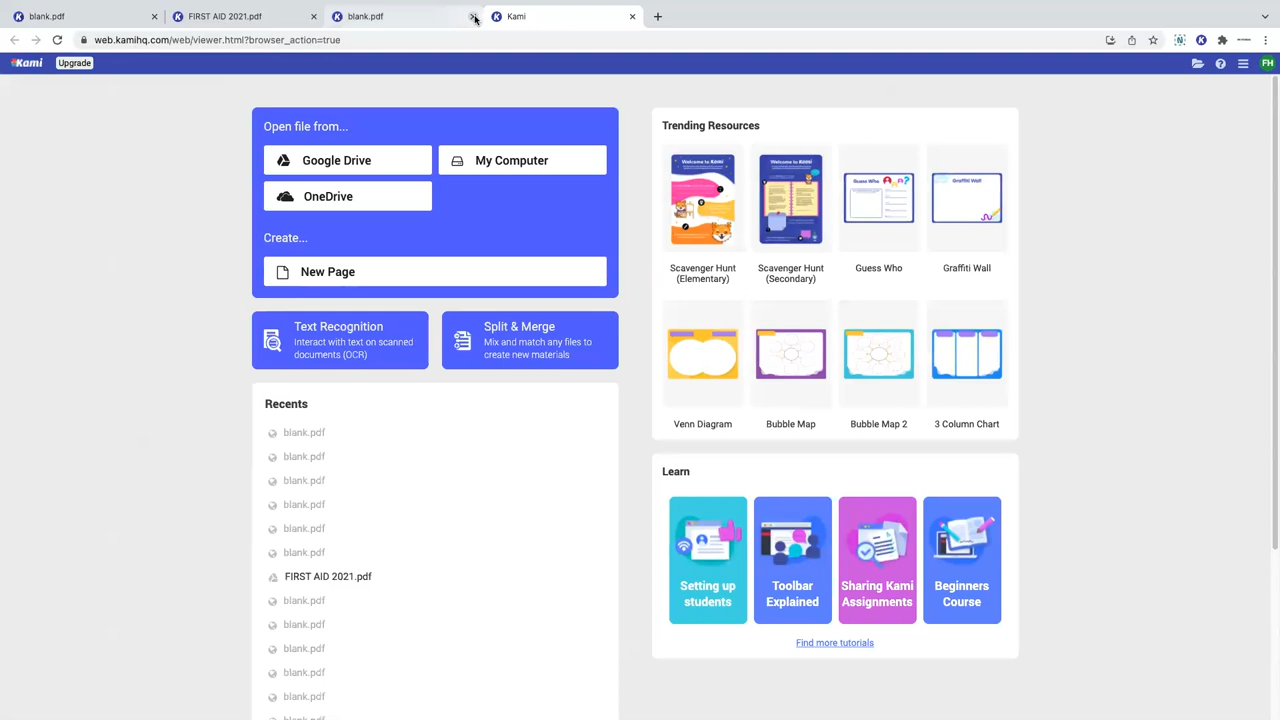 blank.pdf
FIRST AID 2021.pdf
blank.pdf
Kami
web.kamihq.com/web/viewer.html?browser_action=true
Kami
Upgrade
FH
Open file from...
Google Drive
My Computer
OneDrive
Create...
New Page
Text Recognition
Interact with text on scanned
documents (OCR)
Split & Merge
Mix and match any files to
create new materials
Recents
blank.pdf
blank.pdf
blank.pdf
blank.pdf
blank.pdf
blank.pdf
FIRST AID 2021.pdf
blank.pdf
blank.pdf
blank.pdf
blank.pdf
blank.pdf
Trending Resources
Welcome to Kami
Welcome to Kami
Guess Who
Graffiti Wall
Scavenger Hunt
(Elementary)
Scavenger Hunt
(Secondary)
Guess Who
Graffiti Wall
Venn Diagram
Bubble Map
Bubble Map 2
3 Column Chart
Learn
Setting up
students
Toolbar
Explained
Sharing Kami
Assignments
Beginners
Course
Find more tutorials